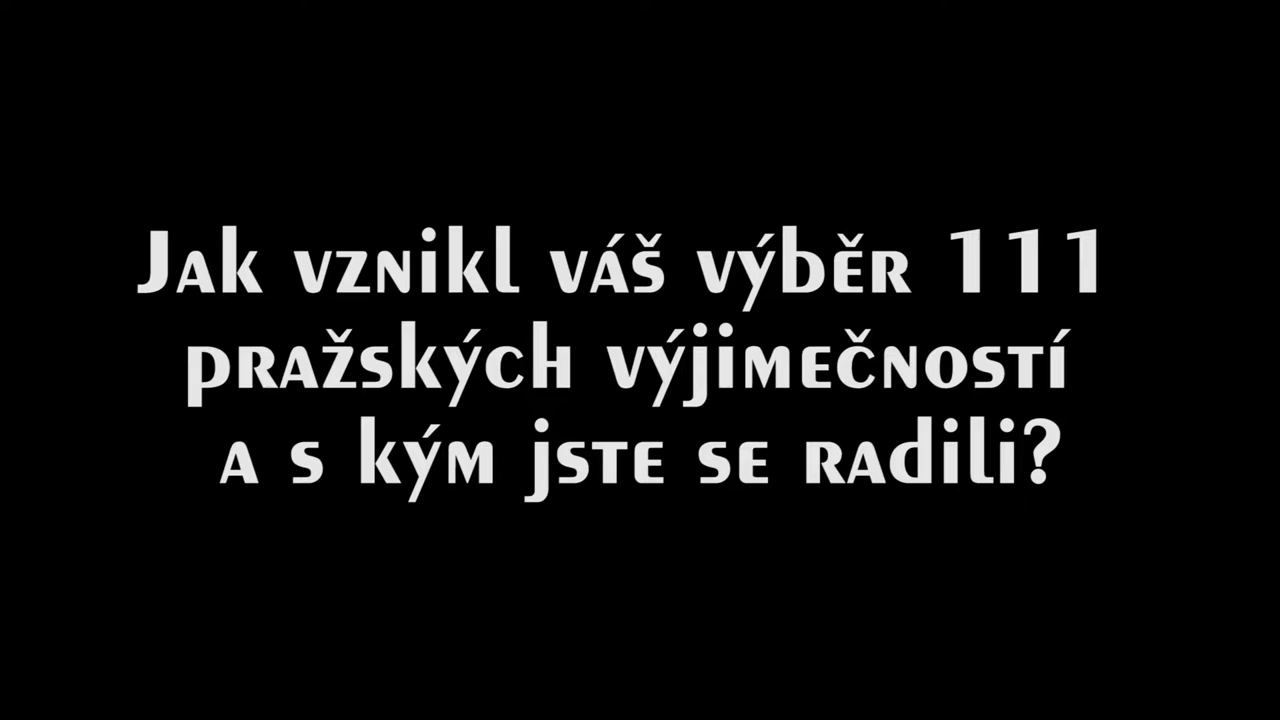 Jak vznikl váš výběr 111
pražských výjimečností
a s kým jste se radili?